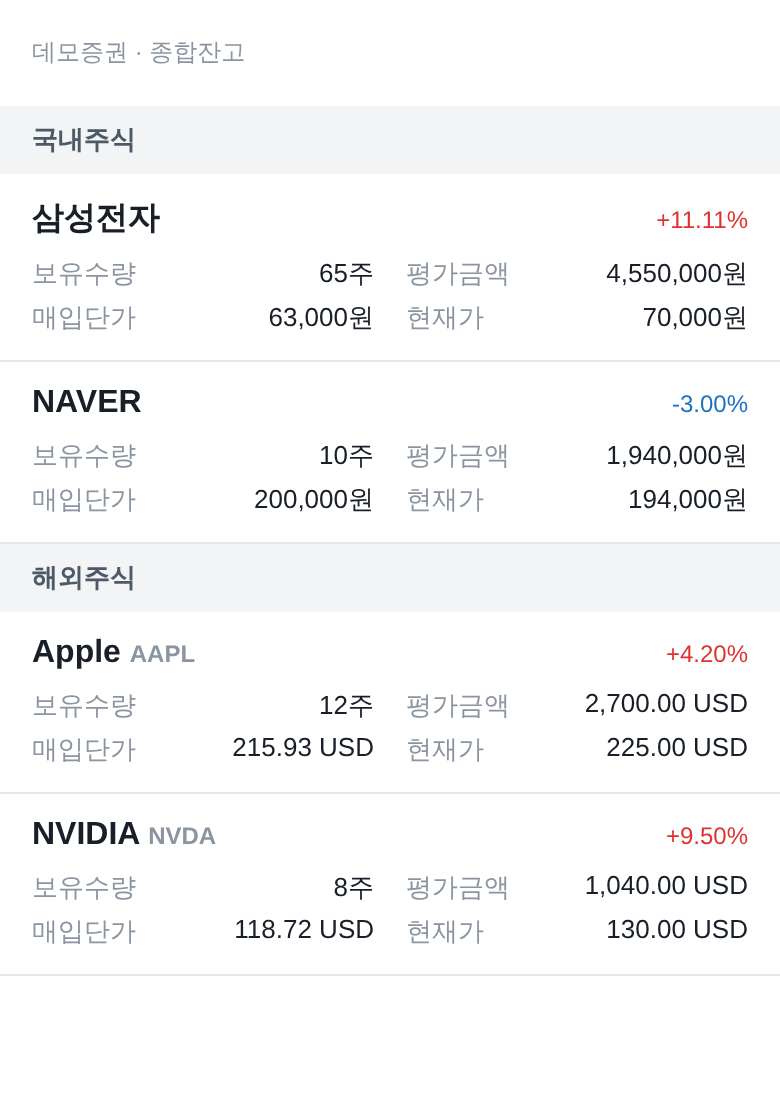 데모증권 · 종합잔고
국내주식
삼성전자 +11.11%
보유수량 65주 평가금액 4,550,000원
매입단가 63,000원 현재가 70,000원
NAVER -3.00%
보유수량 10주 평가금액 1,940,000원
매입단가 200,000원 현재가 194,000원
해외주식
Apple AAPL +4.20%
보유수량 12주 평가금액 2,700.00 USD
매입단가 215.93 USD 현재가 225.00 USD
NVIDIA NVDA +9.50%
보유수량 8주 평가금액 1,040.00 USD
매입단가 118.72 USD 현재가 130.00 USD